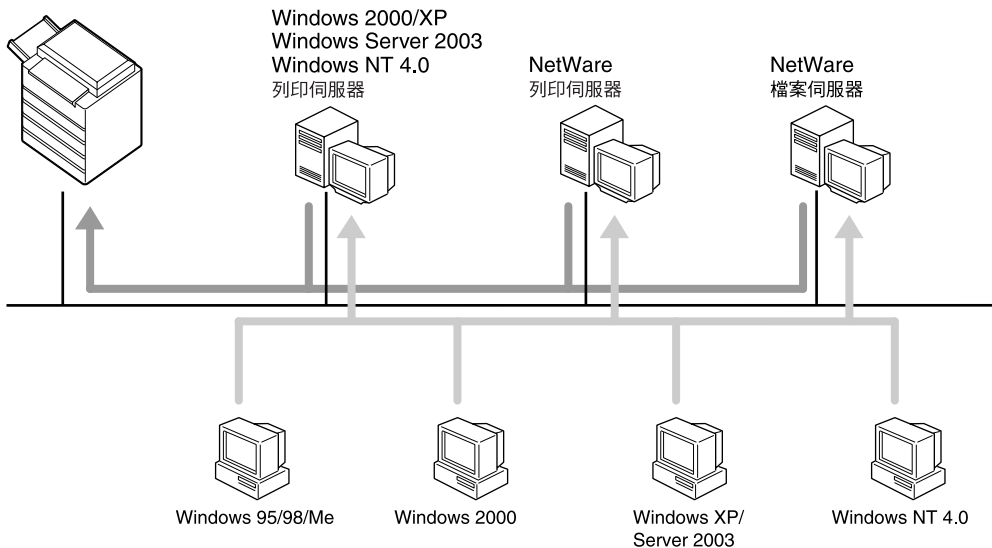 Windows 2000/XP
Windows Server 2003
Windows NT 4.0
列印伺服器
NetWare
列印伺服器
NetWare
檔案伺服器
Windows 95/98/Me
Windows 2000
Windows XP/
Server 2003
Windows NT 4.0